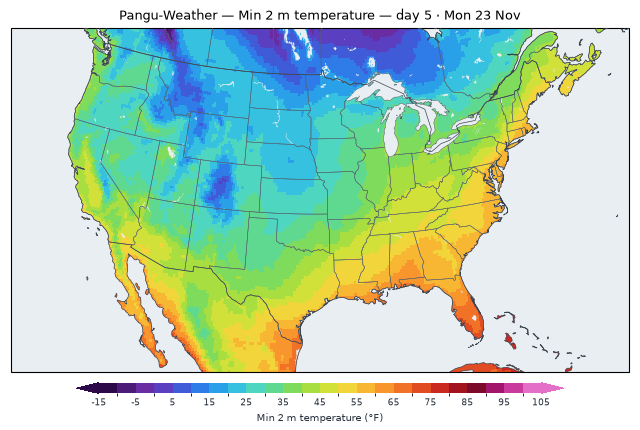 Pangu-Weather — Min 2 m temperature — day 5 · Mon 23 Nov
-15 -5 5 15 25 35 45 55 65 75 85 95 105
Min 2 m temperature (°F)